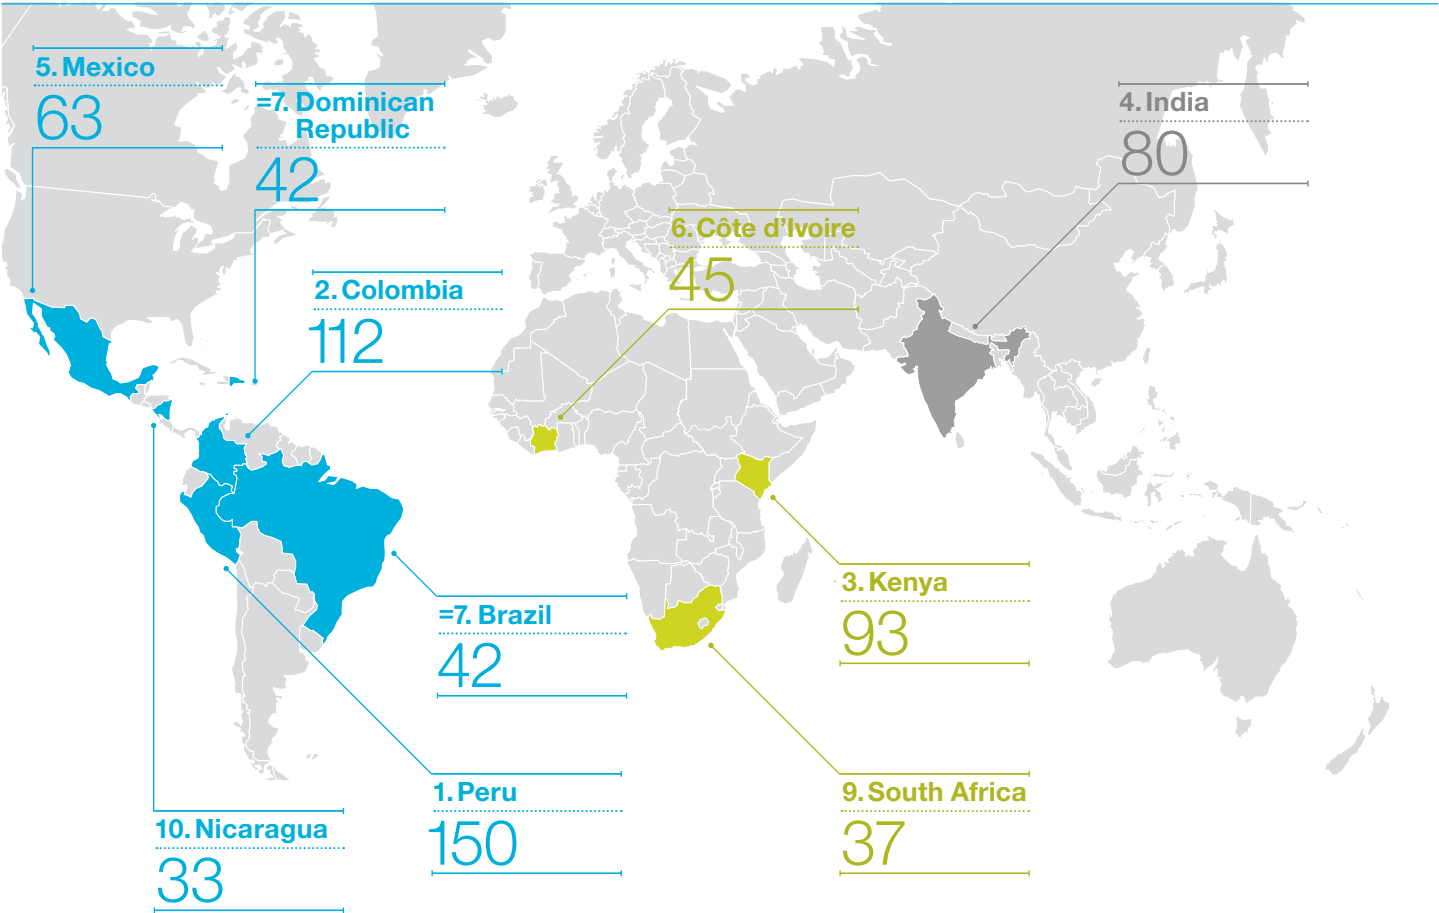 5. Mexico
63
=7. Dominican
Republic
42
4. India
80
6. Côte d’Ivoire
45
2. Colombia
112
3. Kenya
93
=7. Brazil
42
1. Peru
150
9. South Africa
37
10. Nicaragua
33